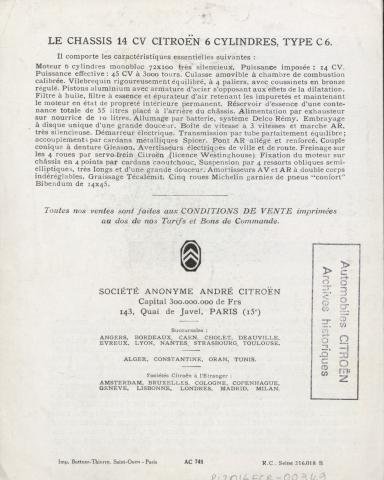 LE CHASSIS 14 CV CITROËN 6 CYLINDRES, TYPE C6.
Il comporte les caractéristiques essentielles suivantes :
Moteur 6 cylindres monobloc 72x100 très silencieux. Puissance imposée : 14 CV.
Puissance effective : 45 CV à 3000 tours. Culasse amovible à chambre de combustion
calibrée. Vilebrequin rigoureusement équilibré, à 4 paliers, avec coussinets en bronze
régulé. Pistons aluminium avec armature d'acier s'opposant aux effets de la dilatation.
Filtre à huile, filtre à essence et épurateur d'air retenant les impuretés et maintenant
le moteur en état de propreté intérieure permanent. Réservoir d'essence d'une conte-
nance totale de 55 litres placé à l'arrière du châssis. Alimentation par exhausteur
sur nourrice de 10 litres. Allumage par batterie, système Delco Rémy. Embrayage
à disque unique d'une grande douceur. Boîte de vitesse à 3 vitesses et marche AR,
très silencieuse. Démarreur électrique. Transmission par tube parfaitement équilibré;
accouplements par cardans métalliques Spicer. Pont AR allégé et renforcé. Couple
conique à denture Gleason. Avertisseurs électriques de ville et de route. Freinage sur
les 4 roues par servo-frein Citroën (licence Westinghouse) Fixation du moteur sur
châssis en 4 points par cardans caoutchouc, Suspension par 4 ressorts obliques semi-
elliptiques, très longs et d'une grande douceur. Amortisseurs AV et AR à double corps
indéréglables. Graissage Técalémit. Cinq roues Michelin garnies de pneus "confort"
Bibendum de 14x45.
Toutes nos ventes sont faites aux CONDITIONS DE VENTE imprimées
au dos de nos Tarifs et Bons de Commande.
SOCIÉTÉ ANONYME ANDRÉ CITROËN
Capital 300.000.000 de Frs
143, Quai de Javel, PARIS (15e)
Succursales :
ANGERS, BORDEAUX, CAEN, CHOLET, DEAUVILLE,
EVREUX, LYON, NANTES, STRASBOURG, TOULOUSE.
ALGER, CONSTANTINE, ORAN, TUNIS.
Sociétés Citroën à l'Etranger :
AMSTERDAM, BRUXELLES, COLOGNE, COPENHAGUE,
GENÈVE, LISBONNE, LONDRES, MADRID, MILAN.
Automobiles CITROËN
Archives historiques
Imp. Buttner-Thierry, Saint-Ouen - Paris
AC 741
R.C. Seine 216.018 B